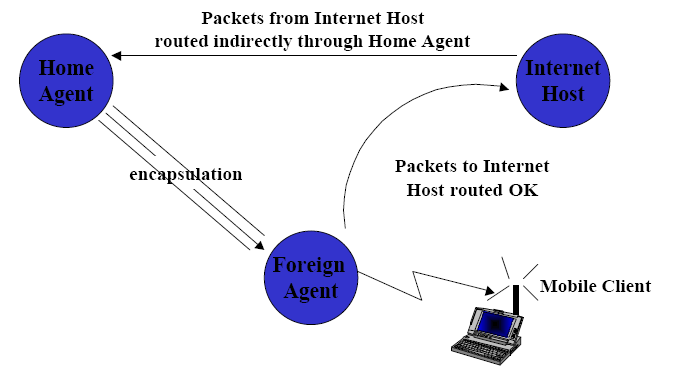 Packets from Internet Host
routed indirectly through Home Agent
Home
Agent
Internet
Host
encapsulation
Packets to Internet
Host routed OK
Foreign
Agent
Mobile Client